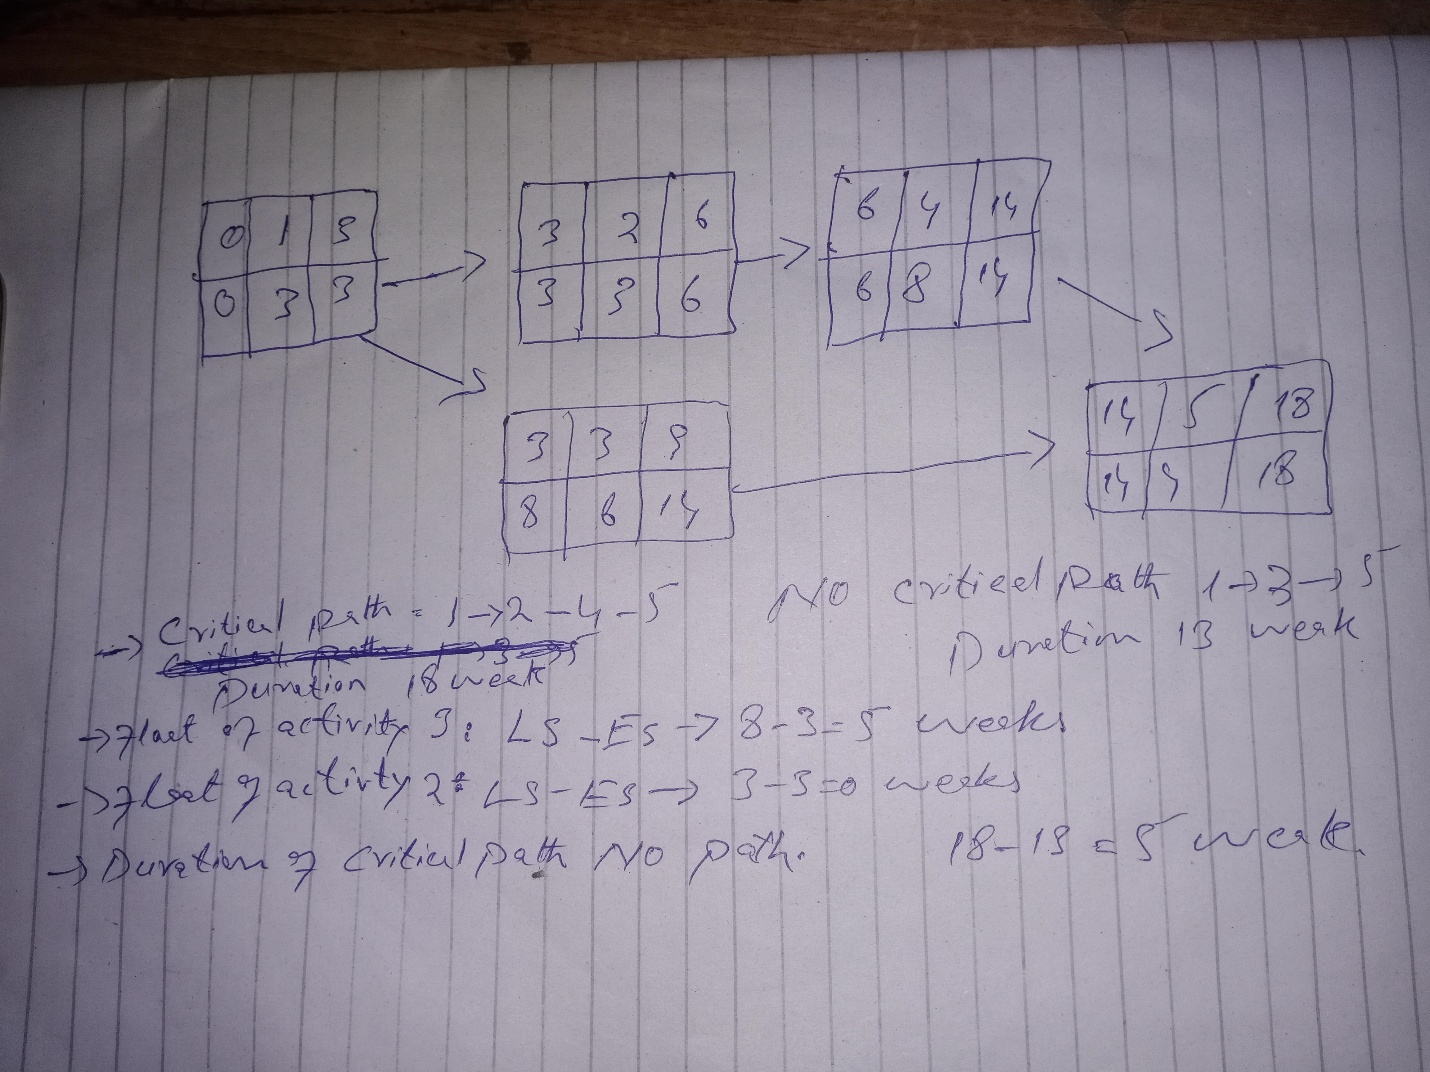 0 1 3
0 3 3
3 2 6
3 3 6
6 4 14
6 8 14
3 3 9
8 6 14
14 5 18
14 4 18
→ Critical path = 1→2-4-5
Duration 18 week
NO critical path 1→3→5
Duration 13 week
→ float of activity 3: LS-ES → 8-3=5 weeks
→ float of activity 2: LS-ES → 3-3=0 weeks
→ Duration of critical path NO path. 18-13=5 week